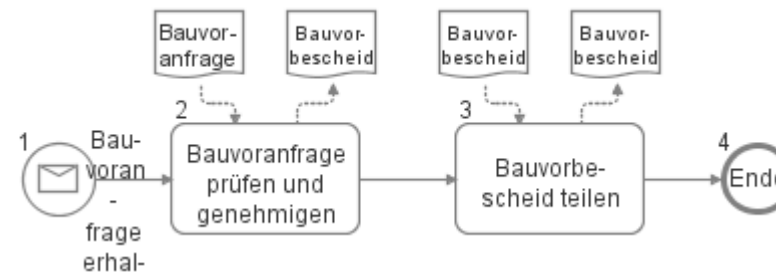 Bauvor-
anfrage
Bauvor-
bescheid
Bauvor-
bescheid
Bauvor-
bescheid
1
Bau-
voran
-
frage
erhal-
2
Bauvoranfrage
prüfen und
genehmigen
3
Bauvorbe-
scheid teilen
4
Ende